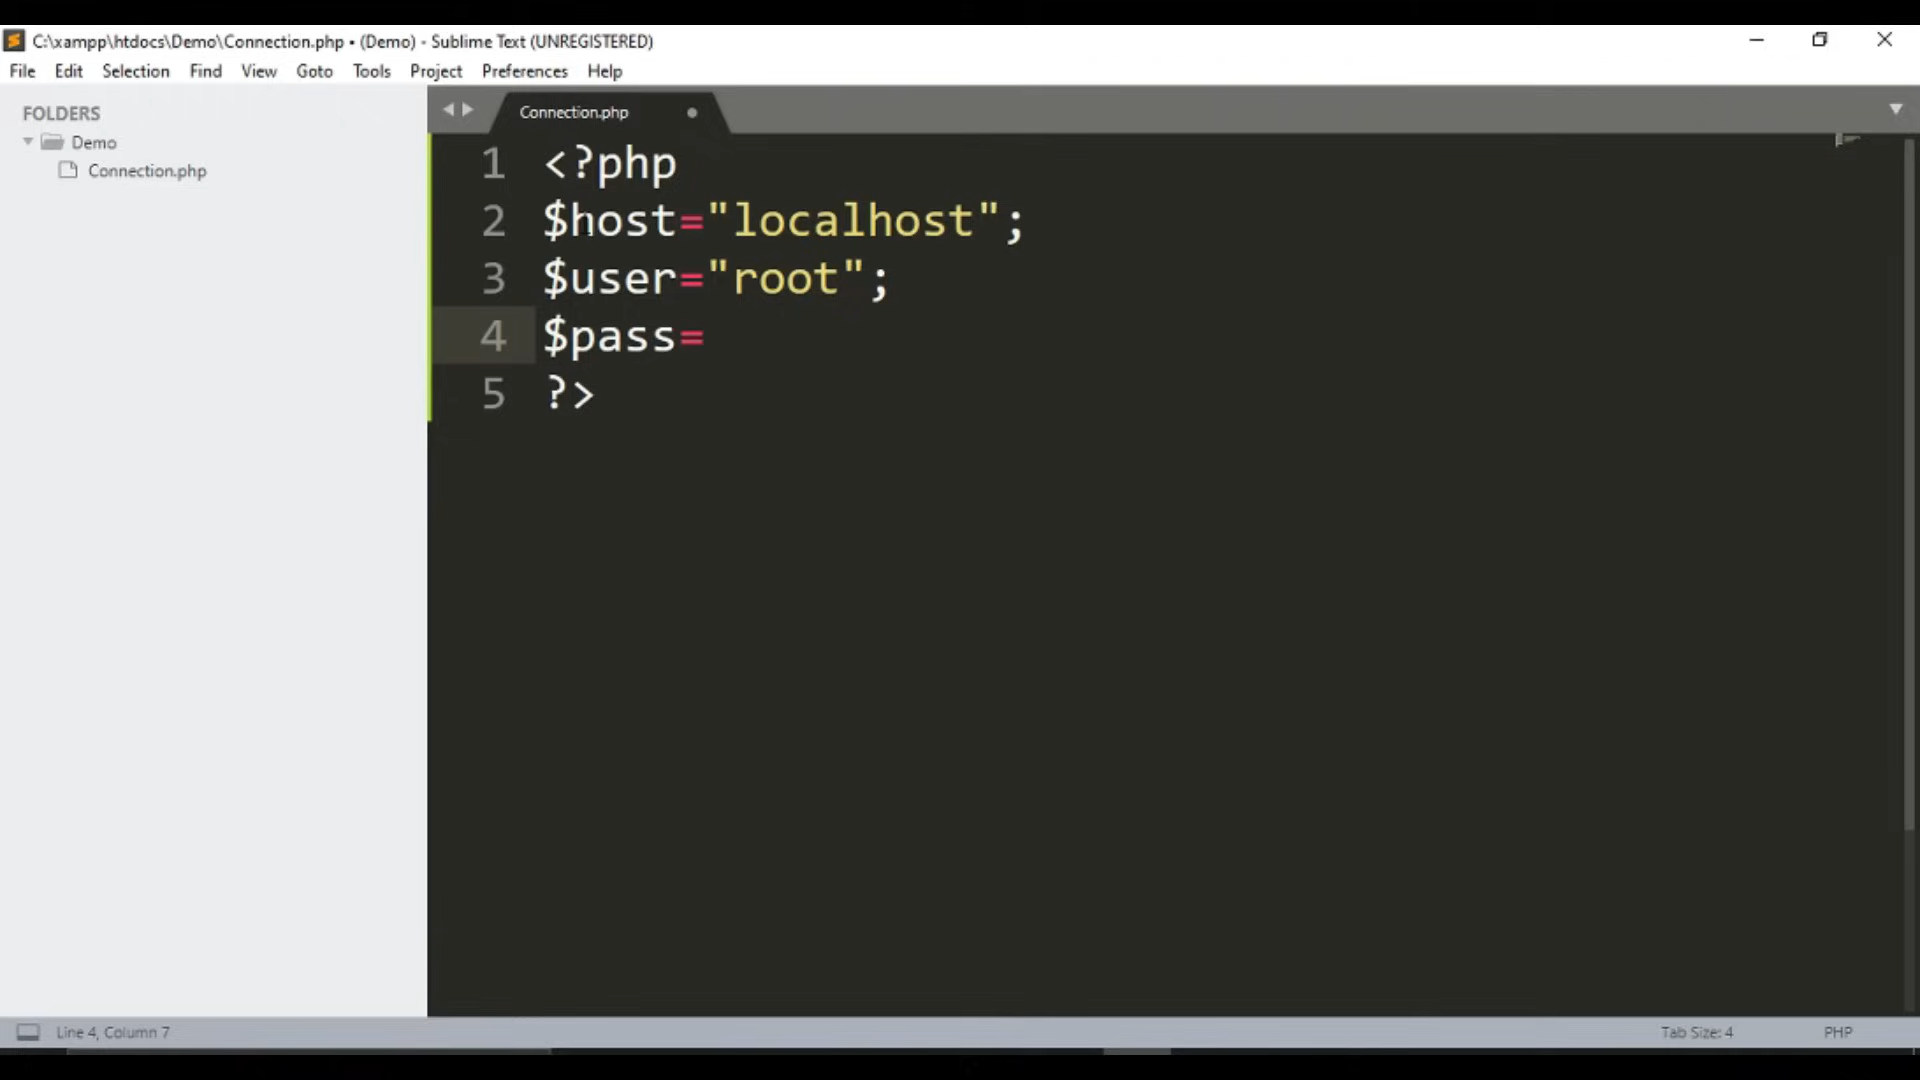 C:\xampp\htdocs\Demo\Connection.php • (Demo) - Sublime Text (UNREGISTERED)
File Edit Selection Find View Goto Tools Project Preferences Help
FOLDERS
Demo
Connection.php
Connection.php
1 <?php
2 $host="localhost";
3 $user="root";
4 $pass=
5 ?>
Line 4, Column 7
Tab Size: 4
PHP